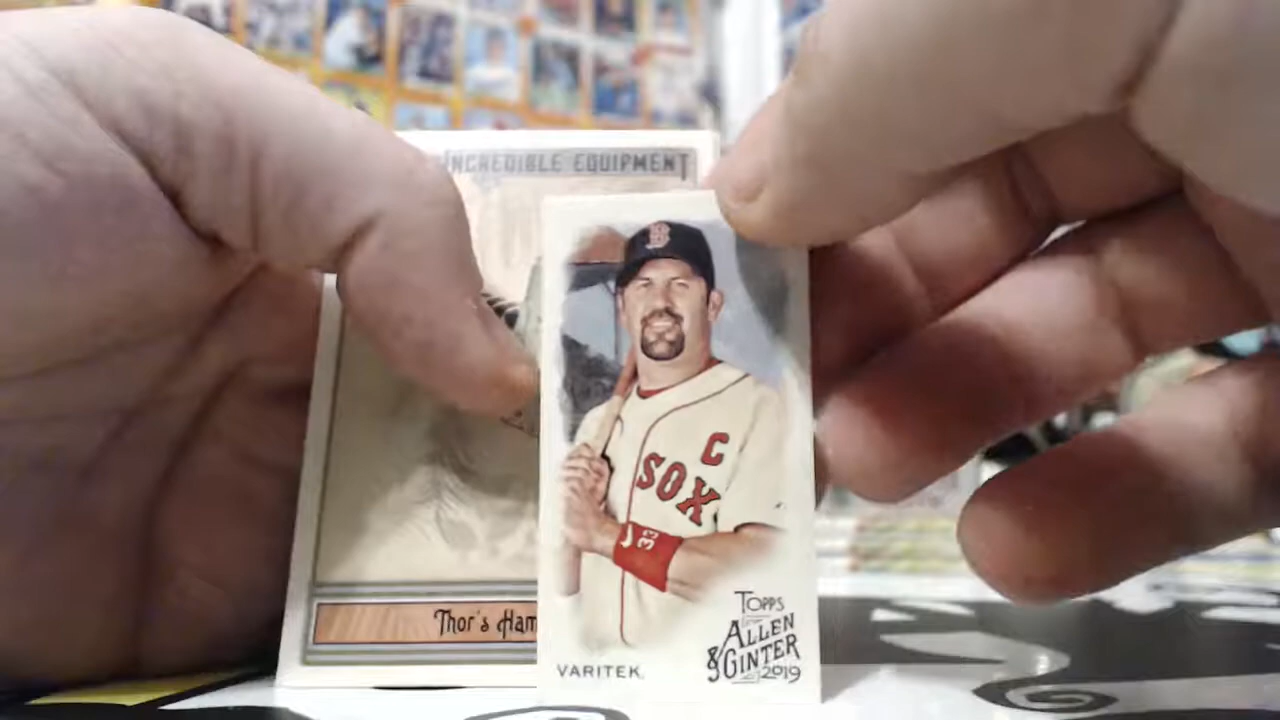 INCREDIBLE EQUIPMENT
B
C
SOX
33
Thor's Ham
TOPPS
ALLEN
& GINTER
VARITEK
2019